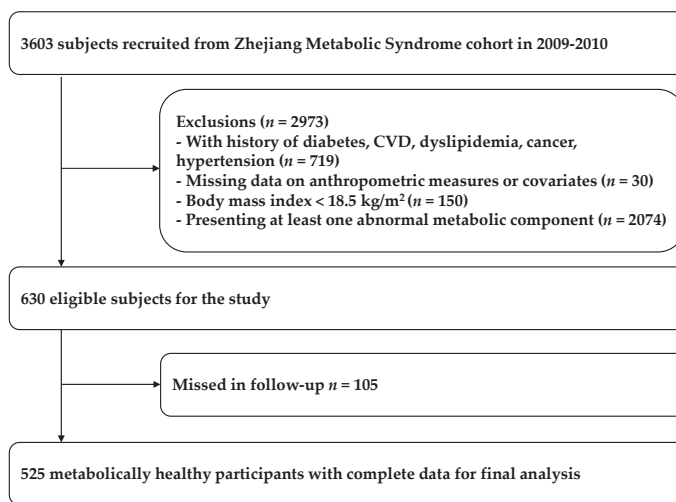 3603 subjects recruited from Zhejiang Metabolic Syndrome cohort in 2009-2010
Exclusions (n = 2973)
- With history of diabetes, CVD, dyslipidemia, cancer,
hypertension (n = 719)
- Missing data on anthropometric measures or covariates (n = 30)
- Body mass index < 18.5 kg/m² (n = 150)
- Presenting at least one abnormal metabolic component (n = 2074)
630 eligible subjects for the study
Missed in follow-up n = 105
525 metabolically healthy participants with complete data for final analysis